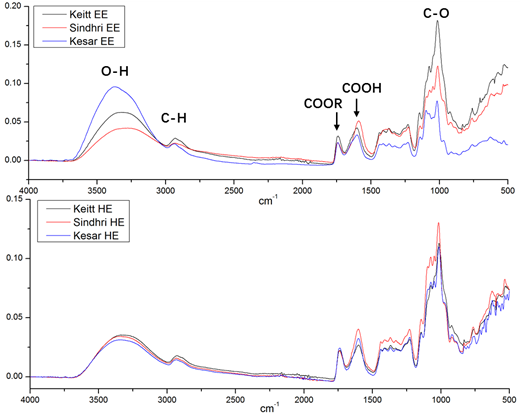 0.20
Keitt EE
Sindhri EE
Kesar EE
C-O
0.15
O-H
COOH
COOR
0.10
C-H
0.05
0.00
4000 3500 3000 2500 2000 1500 1000 500
cm-1
0.15
Keitt HE
Sindhri HE
Kesar HE
0.10
0.05
0.00
4000 3500 3000 2500 2000 1500 1000 500
cm-1